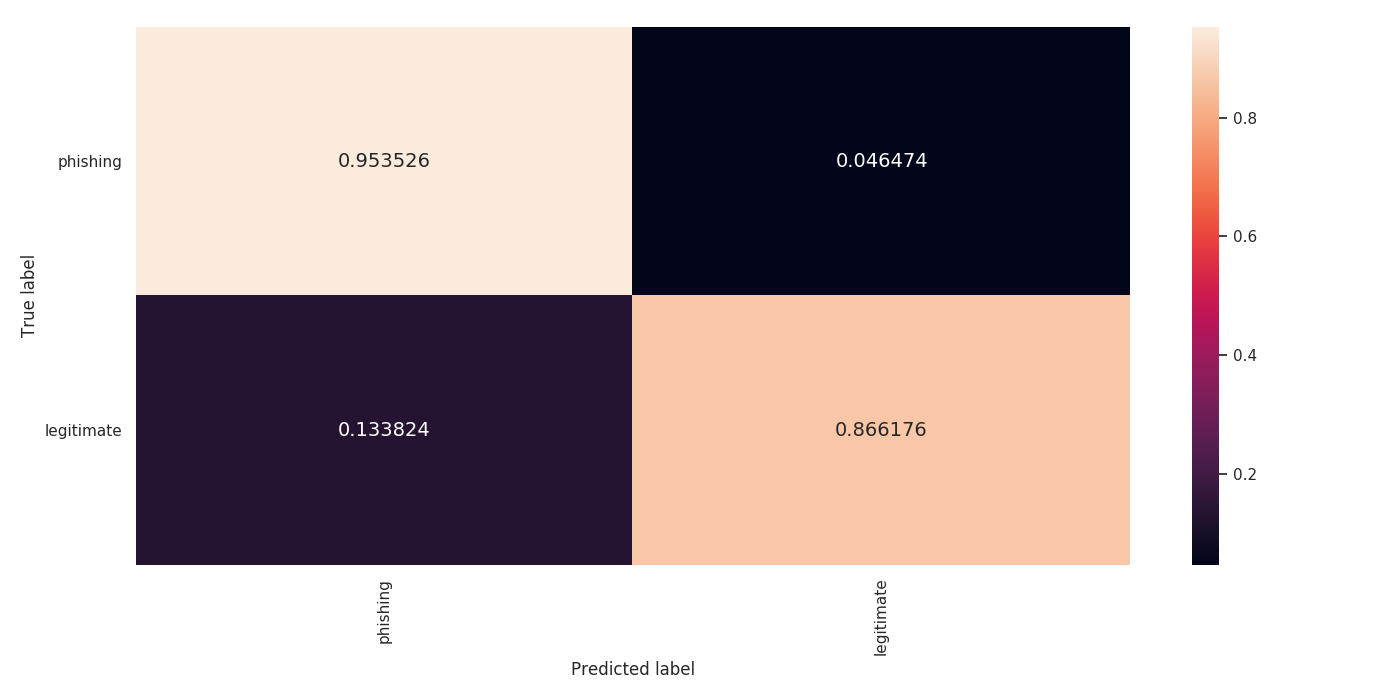 phishing
0.953526
0.046474
legitimate
0.133824
0.866176
True label
phishing
legitimate
Predicted label
0.8
0.6
0.4
0.2